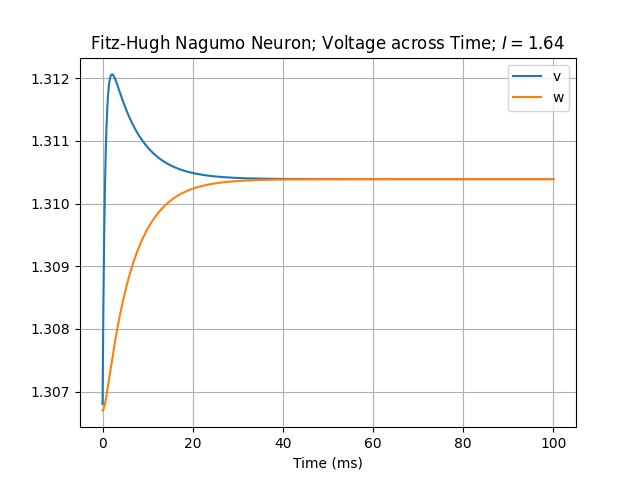 Fitz-Hugh Nagumo Neuron; Voltage across Time; I = 1.64
v
w
1.312
1.311
1.310
1.309
1.308
1.307
0 20 40 60 80 100
Time (ms)